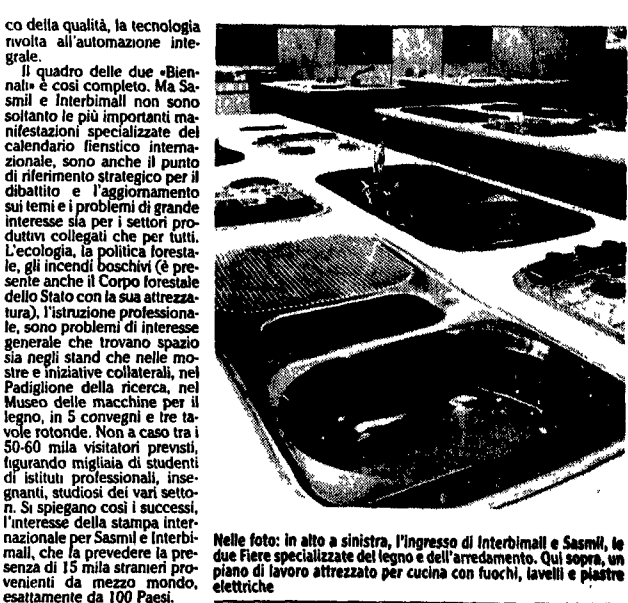 co della qualità, la tecnologia
rivolta all'automazione inte-
grale.
Il quadro delle due «Bien-
nali» è così completo. Ma Sa-
smil e Interbimall non sono
soltanto le più importanti ma-
nifestazioni specializzate del
calendario fieristico interna-
zionale, sono anche il punto
di riferimento strategico per il
dibattito e l'aggiornamento
sui temi e i problemi di grande
interesse sia per i settori pro-
duttivi collegati che per tutti.
L'ecologia, la politica foresta-
le, gli incendi boschivi (è pre-
sente anche il Corpo forestale
dello Stato con la sua attrezza-
tura), l'istruzione professiona-
le, sono problemi di interesse
generale che trovano spazio
sia negli stand che nelle mo-
stre e iniziative collaterali, nel
Padiglione della ricerca, nel
Museo delle macchine per il
legno, in 5 convegni e tre ta-
vole rotonde. Non a caso tra i
50-60 mila visitatori previsti,
figurando migliaia di studenti
di istituti professionali, inse-
gnanti, studiosi dei vari setto-
ri. Si spiegano così i successi,
l'interesse della stampa inter-
nazionale per Sasmil e Interbi-
mall, che fa prevedere la pre-
senza di 15 mila stranieri pro-
venienti da mezzo mondo,
esattamente da 100 Paesi.
Nelle foto: in alto a sinistra, l'ingresso di Interbimall e Sasmil, le
due Fiere specializzate del legno e dell'arredamento. Qui sopra, un
piano di lavoro attrezzato per cucina con fuochi, lavelli e piastre
elettriche